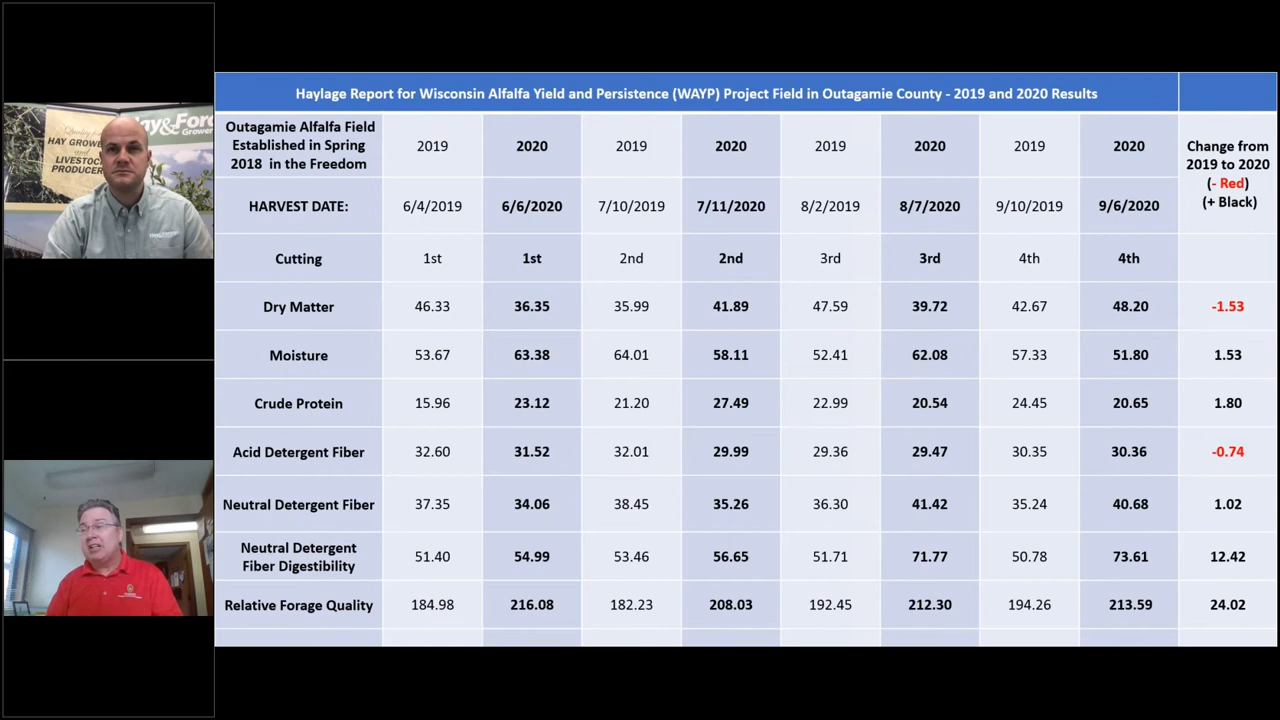 Quality
HAY GROWE
and
LIVESTOC
PRODUCER
Hay&Fora
Grower
Haylage Report for Wisconsin Alfalfa Yield and Persistence (WAYP) Project Field in Outagamie County - 2019 and 2020 Results
Outagamie Alfalfa Field
Established in Spring
2018 in the Freedom
2019 2020 2019 2020 2019 2020 2019 2020
Change from
2019 to 2020
(- Red)
(+ Black)
HARVEST DATE: 6/4/2019 6/6/2020 7/10/2019 7/11/2020 8/2/2019 8/7/2020 9/10/2019 9/6/2020
Cutting 1st 1st 2nd 2nd 3rd 3rd 4th 4th
Dry Matter 46.33 36.35 35.99 41.89 47.59 39.72 42.67 48.20 -1.53
Moisture 53.67 63.38 64.01 58.11 52.41 62.08 57.33 51.80 1.53
Crude Protein 15.96 23.12 21.20 27.49 22.99 20.54 24.45 20.65 1.80
Acid Detergent Fiber 32.60 31.52 32.01 29.99 29.36 29.47 30.35 30.36 -0.74
Neutral Detergent Fiber 37.35 34.06 38.45 35.26 36.30 41.42 35.24 40.68 1.02
Neutral Detergent
Fiber Digestibility
51.40 54.99 53.46 56.65 51.71 71.77 50.78 73.61 12.42
Relative Forage Quality 184.98 216.08 182.23 208.03 192.45 212.30 194.26 213.59 24.02